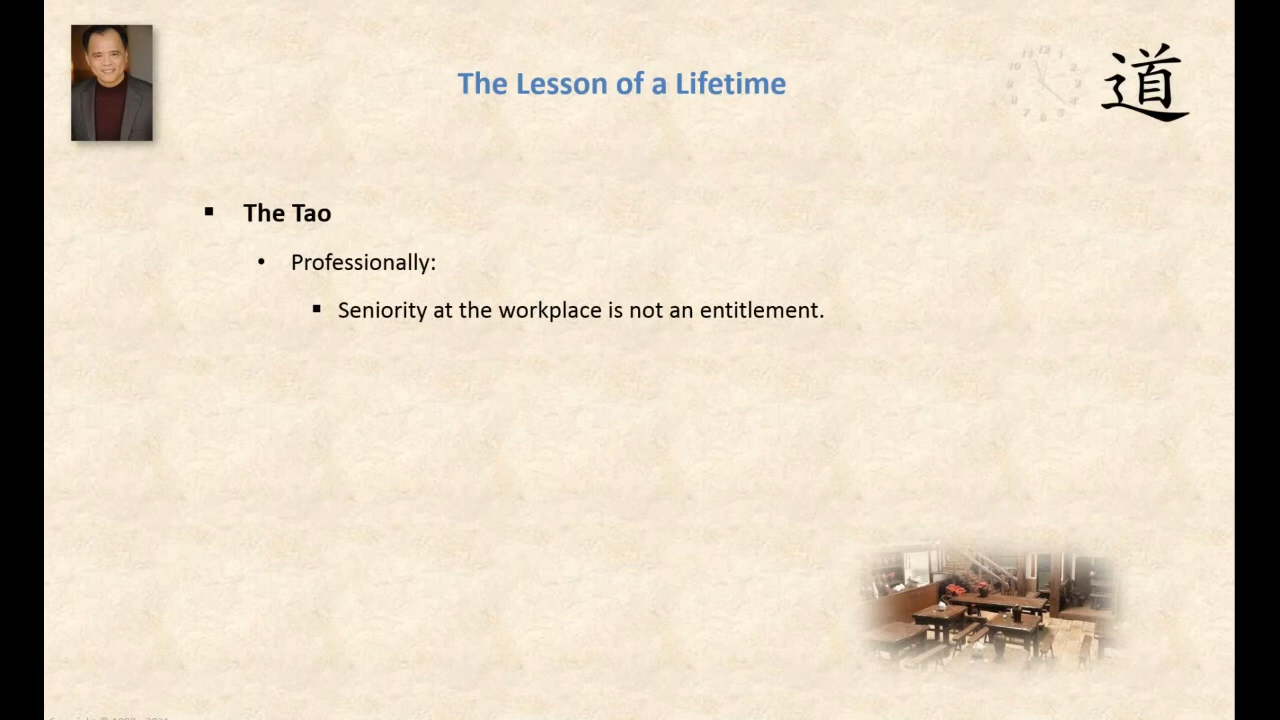 The Lesson of a Lifetime
道
▪ The Tao
• Professionally:
▪ Seniority at the workplace is not an entitlement.